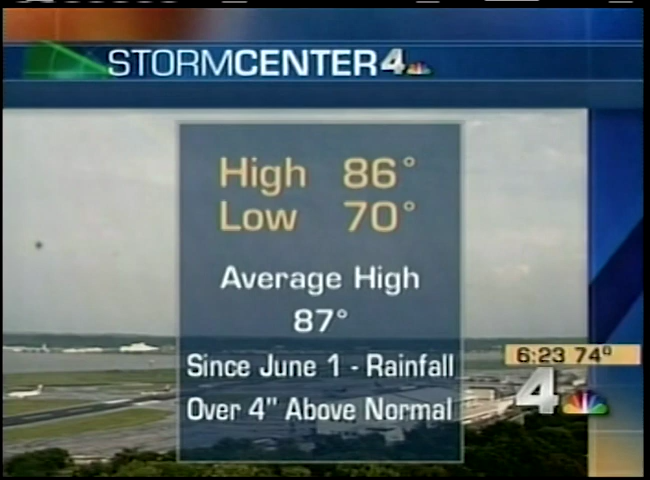 STORMCENTER4
High 86°
Low 70°
Average High
87°
Since June 1 - Rainfall
Over 4" Above Normal
6:23 74°
4